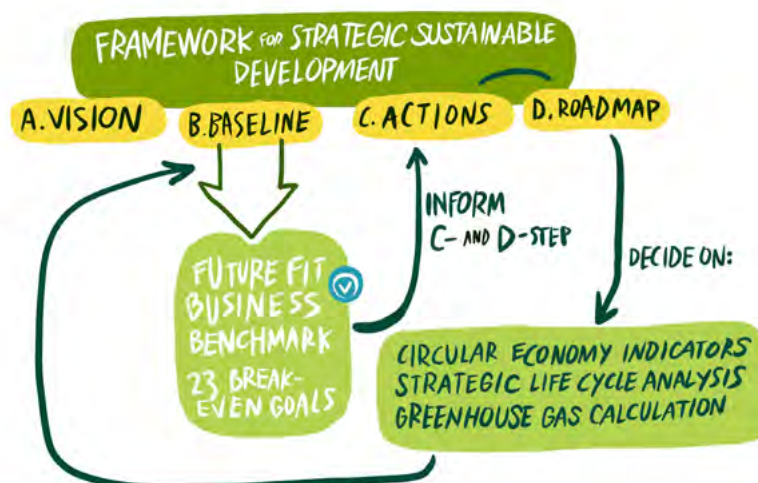 FRAMEWORK FOR STRATEGIC SUSTAINABLE
DEVELOPMENT
A. VISION
B. BASELINE
C. ACTIONS
D. ROADMAP
INFORM
C- AND D-STEP
DECIDE ON:
FUTURE FIT
BUSINESS
BENCHMARK
23 BREAK-
EVEN GOALS
CIRCULAR ECONOMY INDICATORS
STRATEGIC LIFE CYCLE ANALYSIS
GREENHOUSE GAS CALCULATION